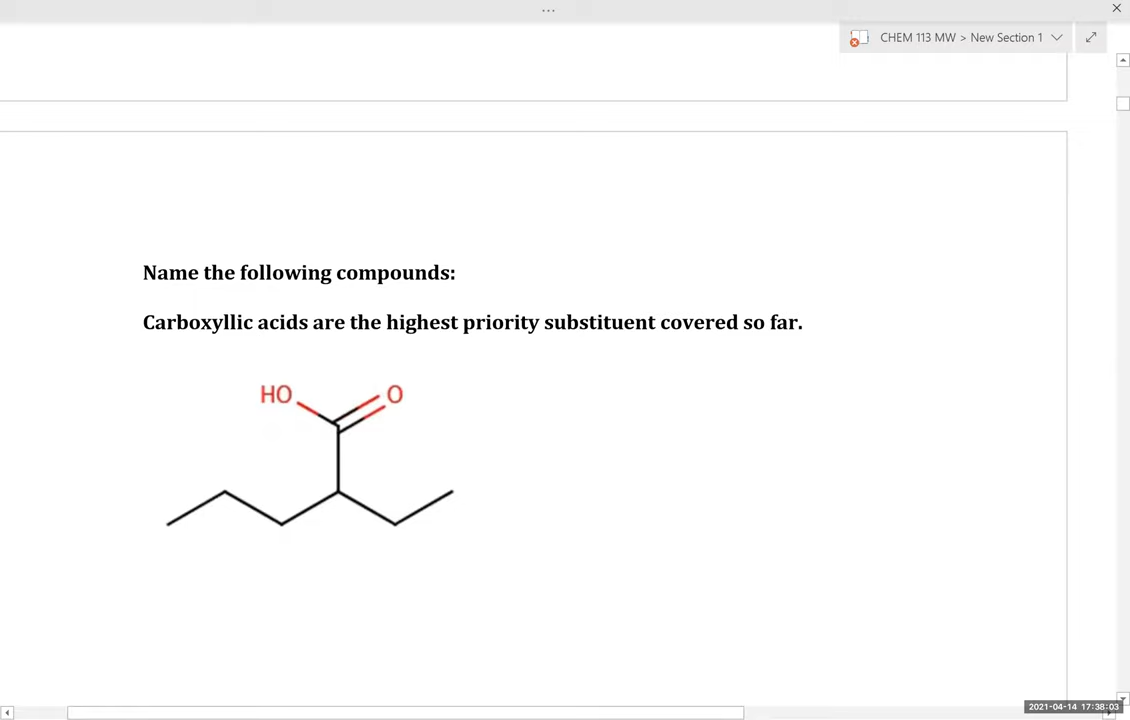 CHEM 113 MW > New Section 1
Name the following compounds:
Carboxyllic acids are the highest priority substituent covered so far.
HO
O
2021-04-14 17:38:03